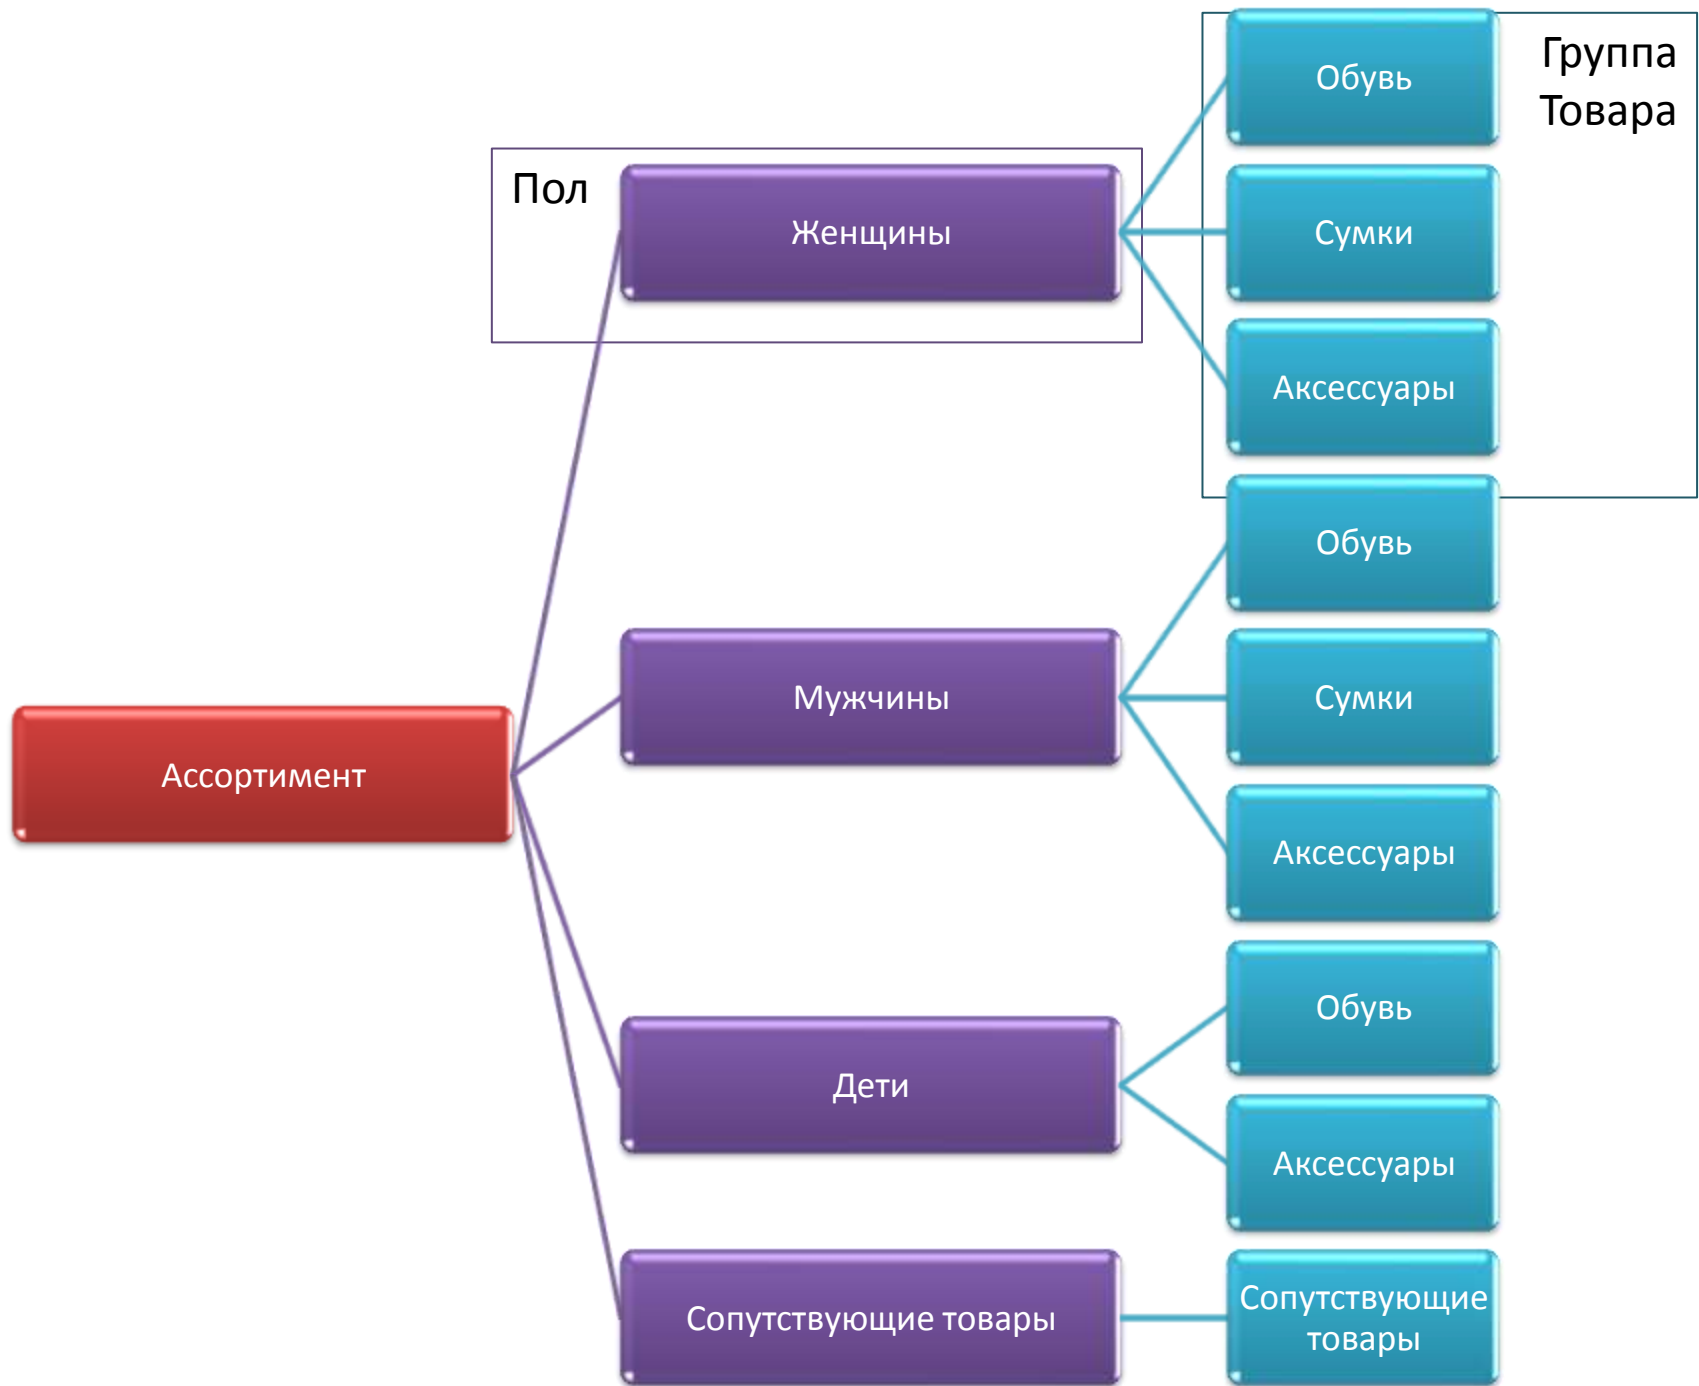 Группа
Товара
Обувь
Пол
Женщины
Сумки
Аксессуары
Обувь
Мужчины
Сумки
Ассортимент
Аксессуары
Обувь
Дети
Аксессуары
Сопутствующие товары
Сопутствующие
товары